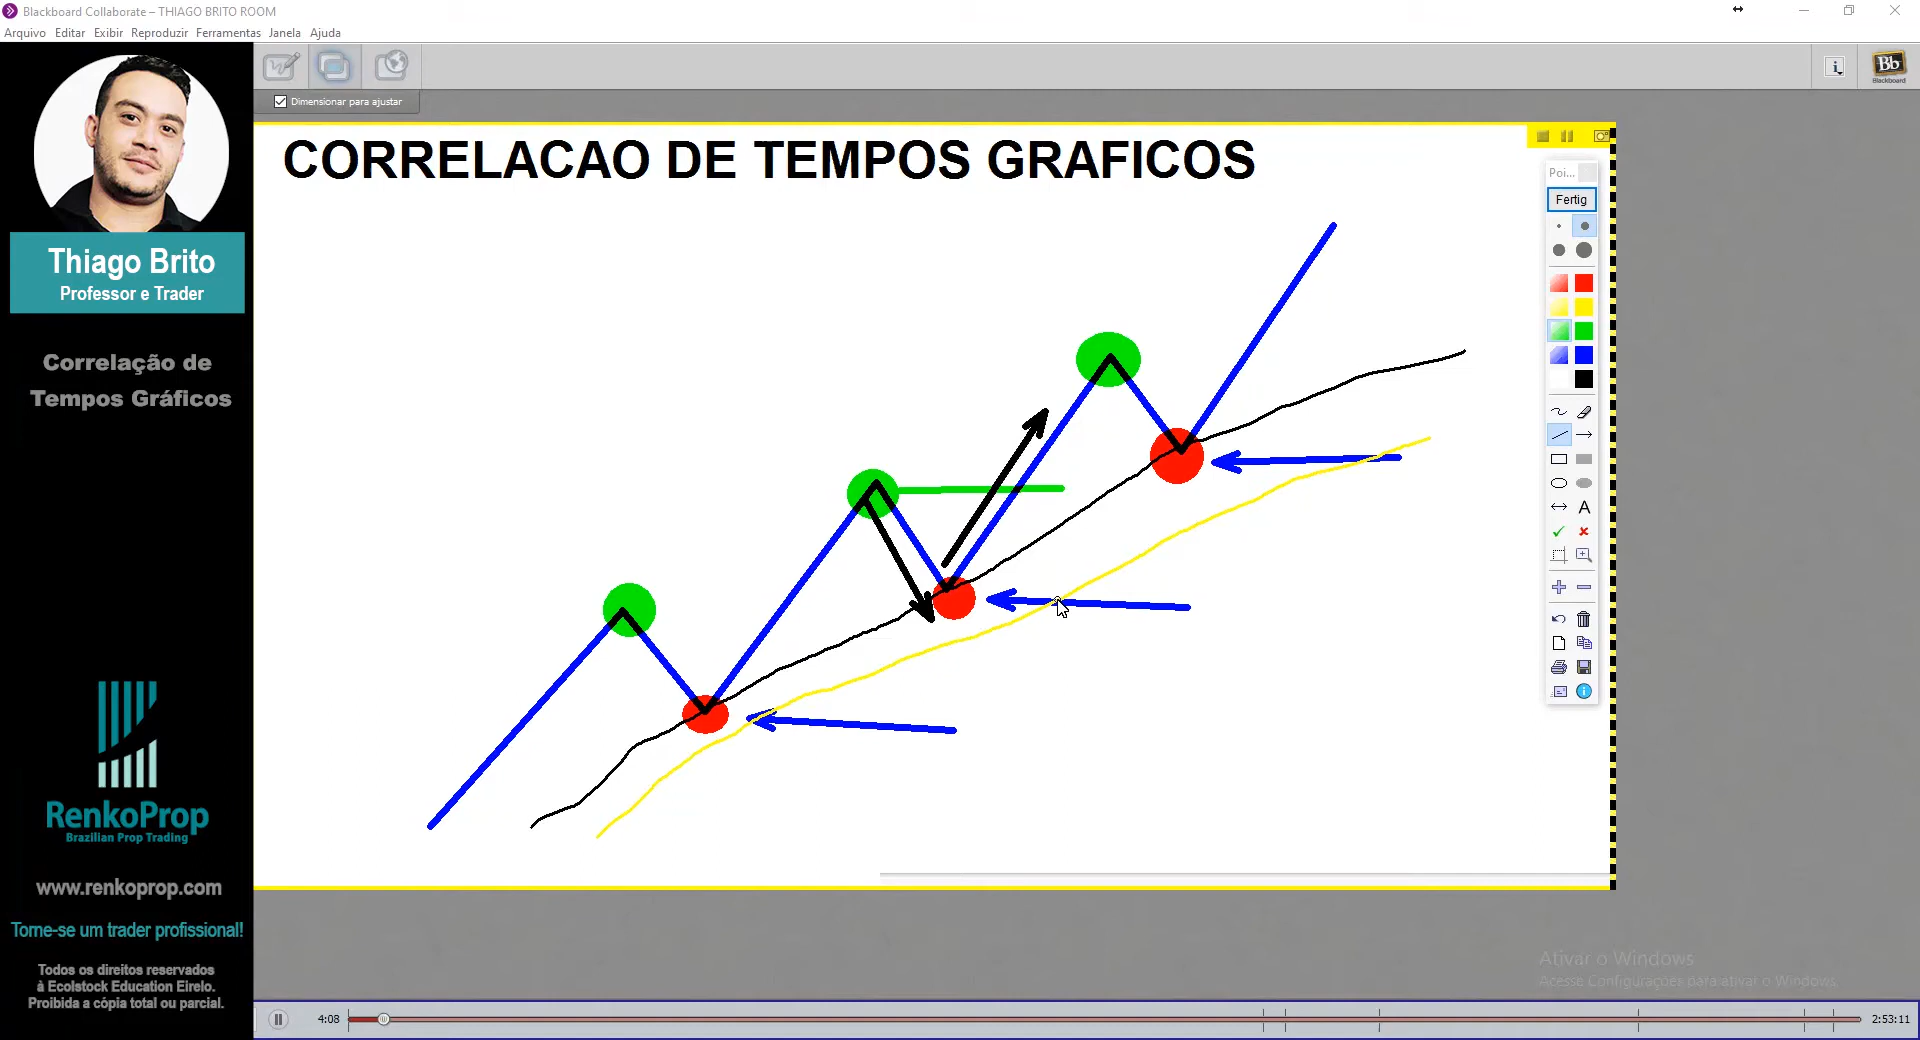 Blackboard Collaborate – THIAGO BRITO ROOM
Arquivo Editar Exibir Reproduzir Ferramentas Janela Ajuda
Dimensionar para ajustar
Bb
Blackboard
CORRELACAO DE TEMPOS GRAFICOS
Poi...
Fertig
A
Thiago Brito
Professor e Trader
Correlação de
Tempos Gráficos
RenkoProp
Brazilian Prop Trading
www.renkoprop.com
Torne-se um trader profissional!
Todos os direitos reservados
à Ecolstock Education Eirelo.
Proibida a cópia total ou parcial.
Ativar o Windows
Acesse Configurações para ativar o Windows.
4:08
2:53:11